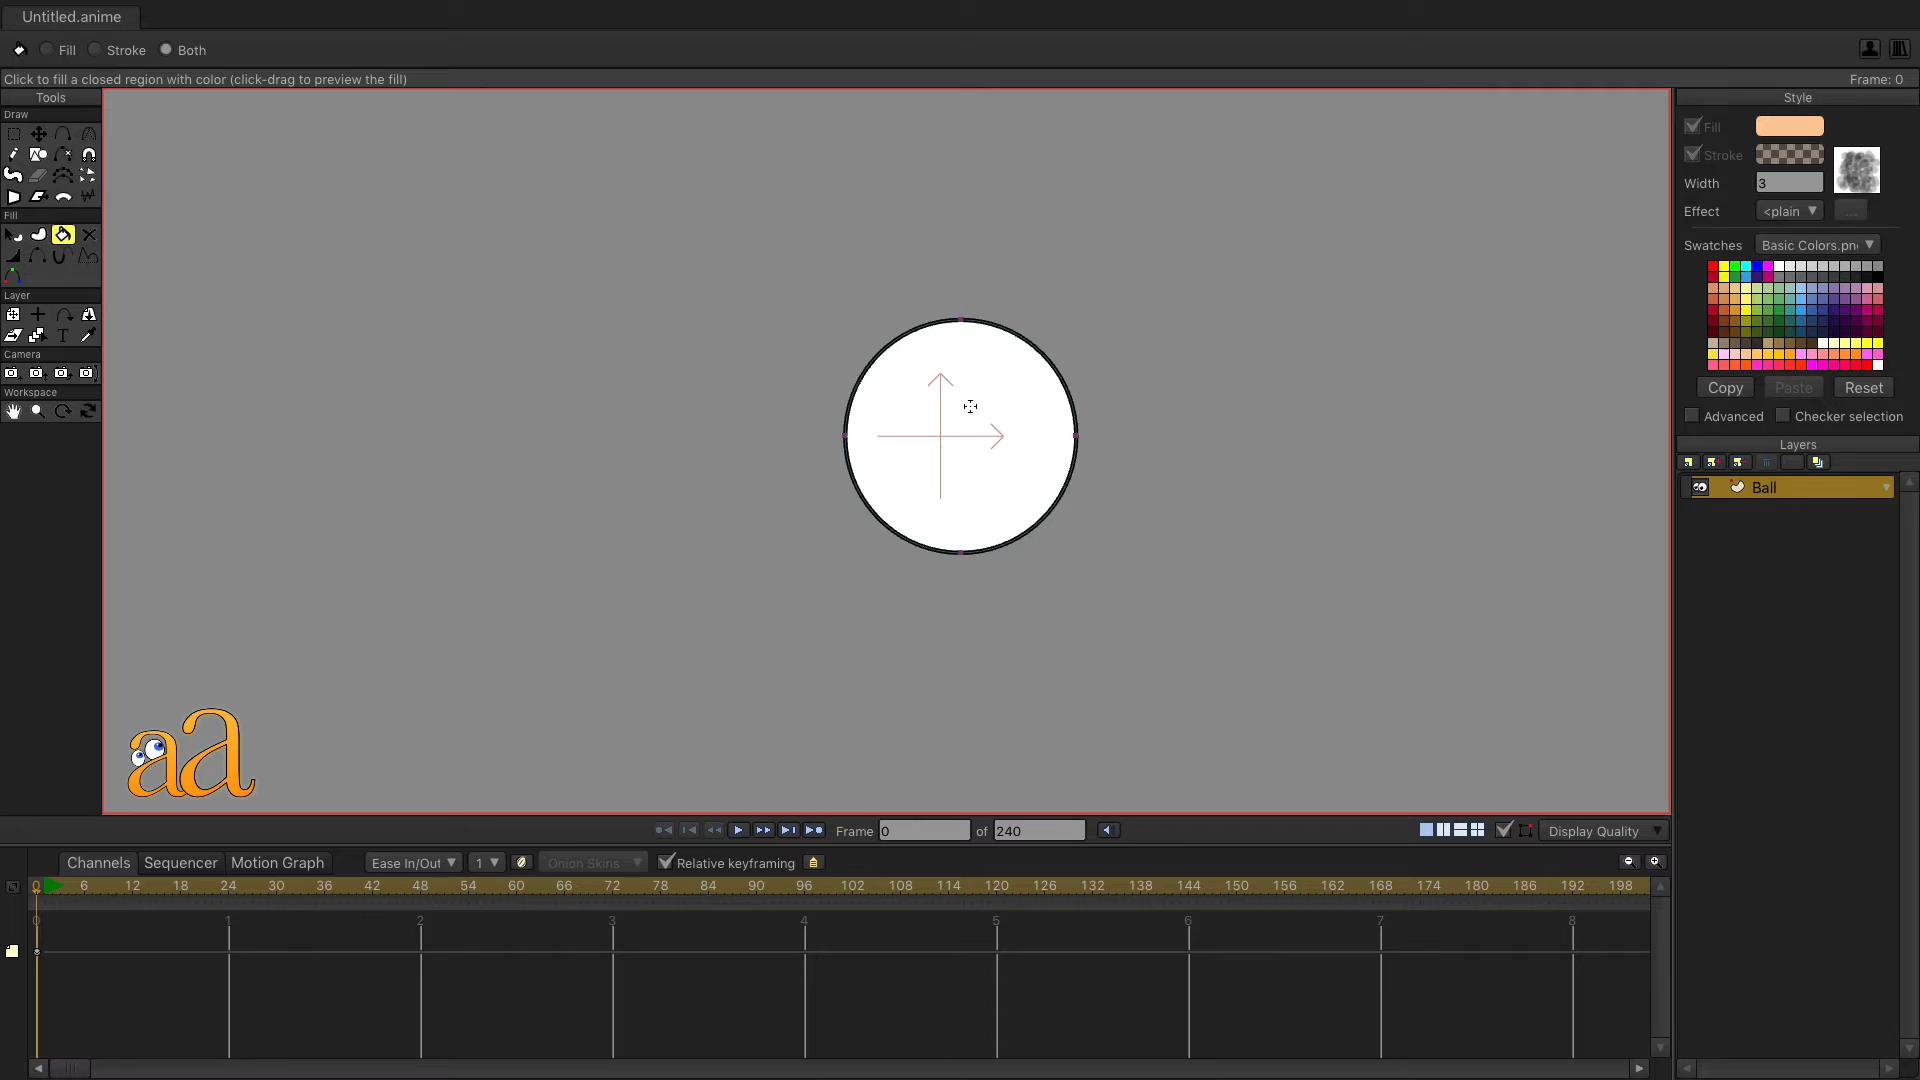 Untitled.anime
Fill Stroke Both
Click to fill a closed region with color (click-drag to preview the fill) Frame: 0
Tools
Draw
Fill
Layer
Camera
Workspace
Style
Fill
Stroke
Width 3
Effect <plain ...
Swatches Basic Colors.pn
Copy Paste Reset
Advanced Checker selection
Layers
Ball
aa
Frame 0 of 240 Display Quality
Channels Sequencer Motion Graph Ease In/Out 1 Onion Skins Relative keyframing
0 6 12 18 24 30 36 42 48 54 60 66 72 78 84 90 96 102 108 114 120 126 132 138 144 150 156 162 168 174 180 186 192 198
0 1 2 3 4 5 6 7 8